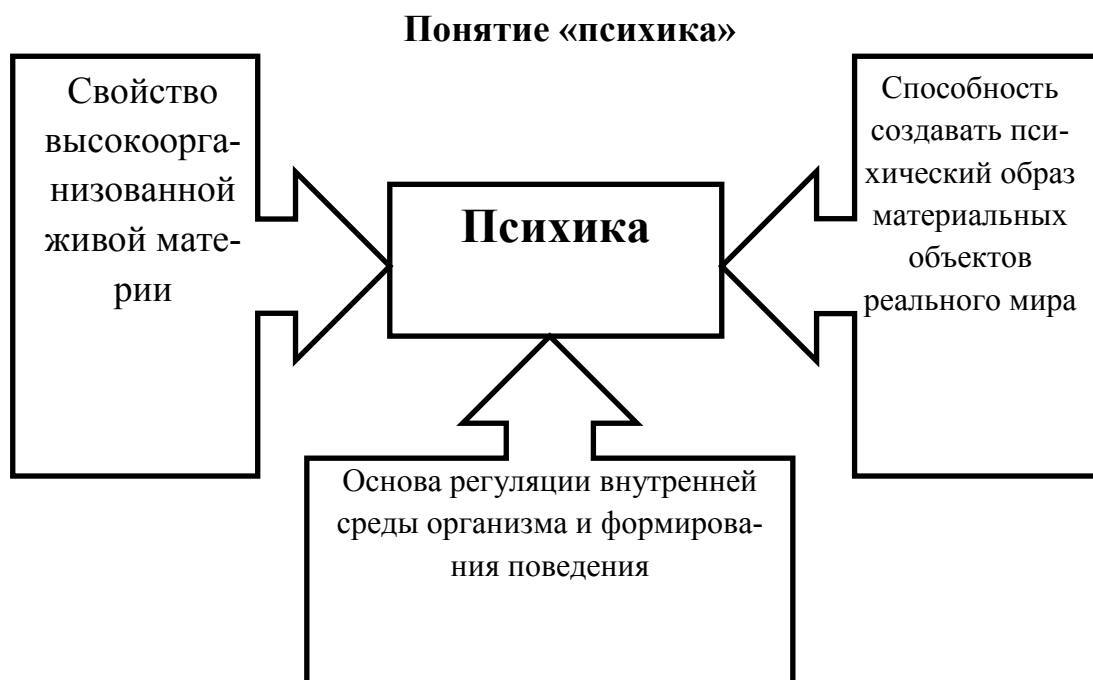 Понятие «психика»
Свойство
высокоорга-
низованной
живой мате-
рии
Психика
Способность
создавать пси-
хический образ
материальных
объектов
реального мира
Основа регуляции внутренней
среды организма и формирова-
ния поведения